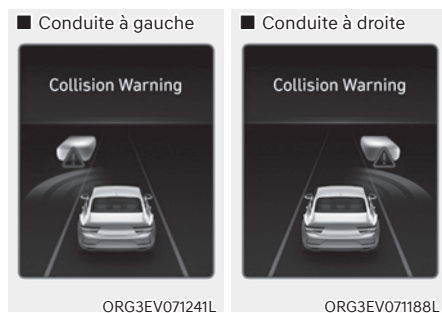 ■ Conduite à gauche
Collision Warning
ORG3EV071241L
■ Conduite à droite
Collision Warning
ORG3EV071188L